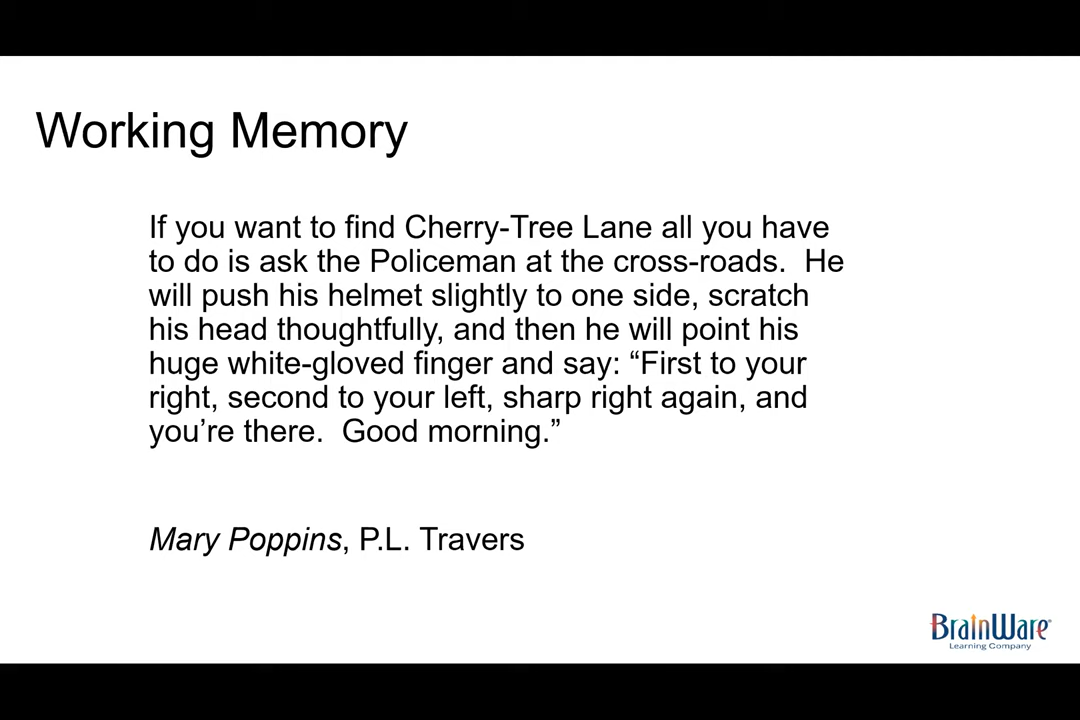 Working Memory
If you want to find Cherry-Tree Lane all you have
to do is ask the Policeman at the cross-roads.  He
will push his helmet slightly to one side, scratch
his head thoughtfully, and then he will point his
huge white-gloved finger and say: “First to your
right, second to your left, sharp right again, and
you’re there.  Good morning.”
Mary Poppins, P.L. Travers
BrainWare®
Learning Company